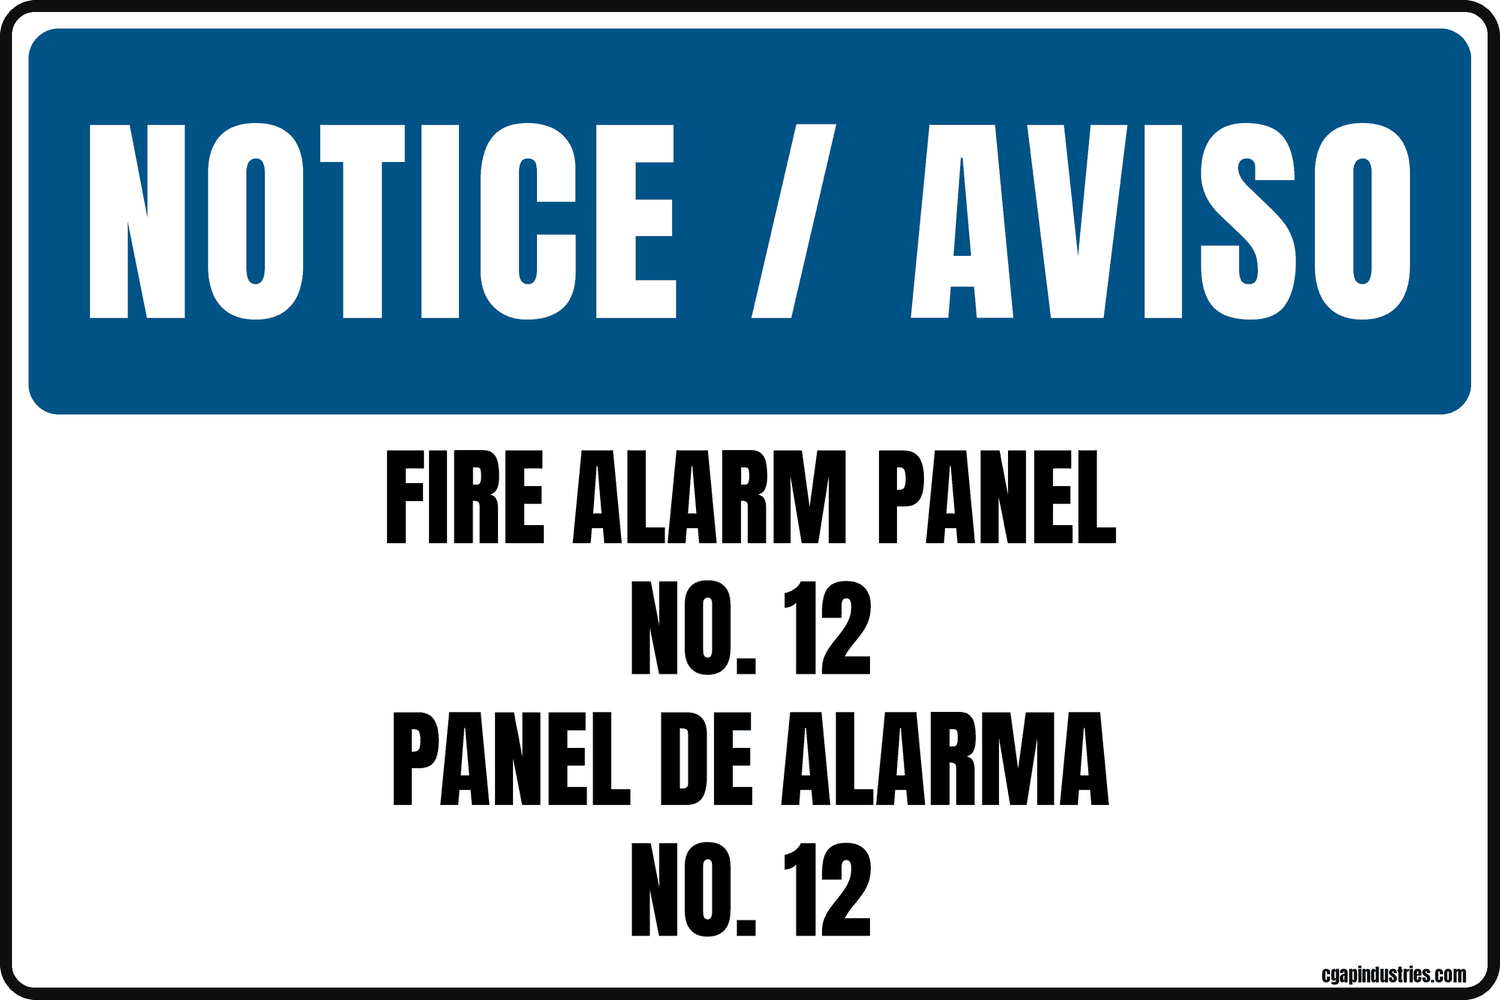 NOTICE / AVISO
FIRE ALARM PANEL
NO. 12
PANEL DE ALARMA
NO. 12
cgapindustries.com